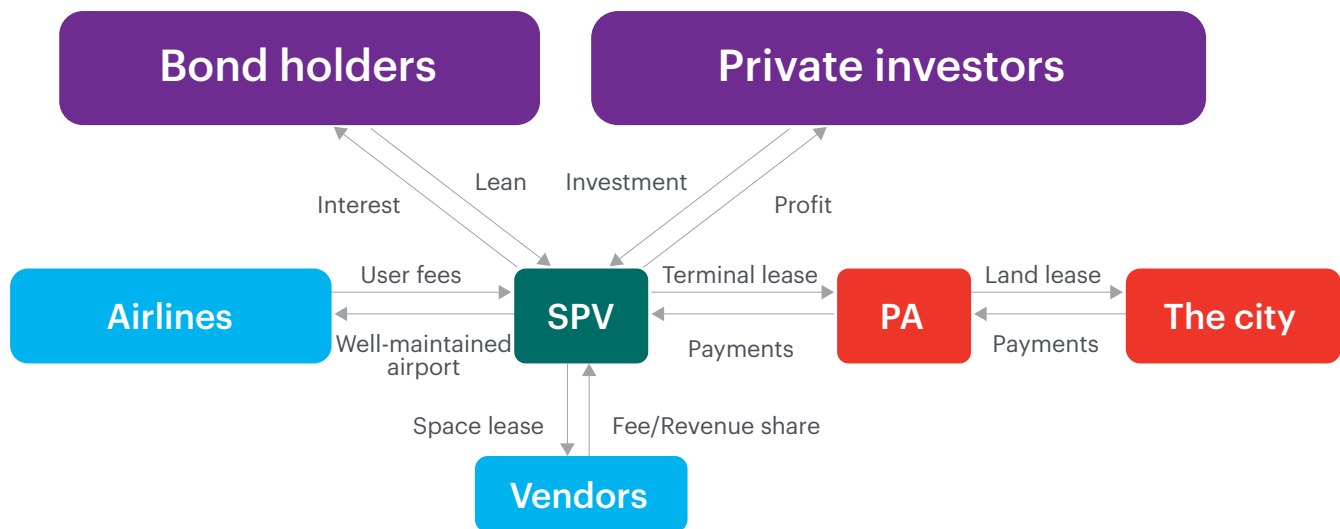 Bond holders
Private investors
Lean
Investment
Interest
Profit
User fees
Terminal lease
Land lease
Airlines
SPV
PA
The city
Well-maintained
airport
Payments
Payments
Space lease
Fee/Revenue share
Vendors